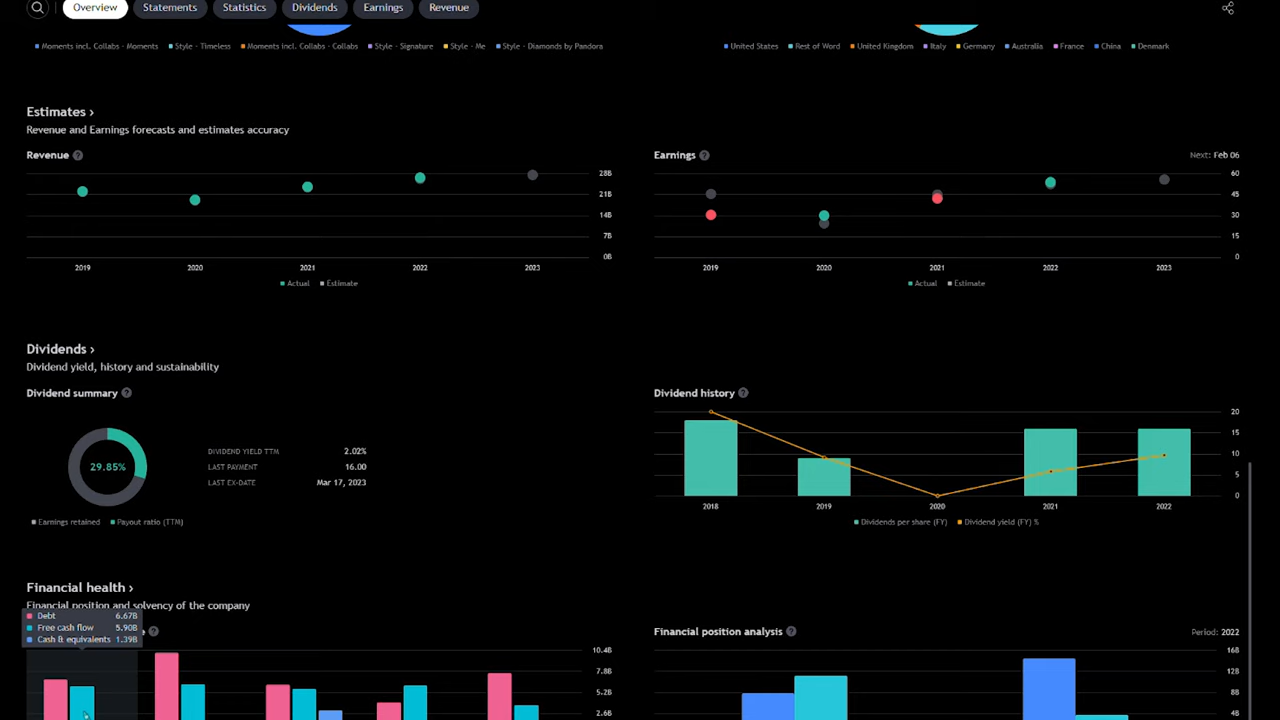 Overview Statements Statistics Dividends Earnings Revenue
Moments incl. Collabs - Moments Style - Timeless Moments incl. Collabs - Collabs Style - Signature Style - Me Style - Diamonds by Pandora
United States Rest of Word United Kingdom Italy Germany Australia France China Denmark
Estimates ›
Revenue and Earnings forecasts and estimates accuracy
Revenue ?
28B
21B
14B
7B
0B
2019 2020 2021 2022 2023
Actual Estimate
Earnings ? Next: Feb 06
60
45
30
15
0
2019 2020 2021 2022 2023
Actual Estimate
Dividends ›
Dividend yield, history and sustainability
Dividend summary ?
29.85%
DIVIDEND YIELD TTM 2.02%
LAST PAYMENT 16.00
LAST EX-DATE Mar 17, 2023
Earnings retained Payout ratio (TTM)
Dividend history ?
20
15
10
5
0
2018 2019 2020 2021 2022
Dividends per share (FY) Dividend yield (FY) %
Financial health ›
Financial position and solvency of the company
Debt 6.67B
Free cash flow 5.90B
Cash & equivalents 1.39B
?
10.4B
7.8B
5.2B
2.6B
Financial position analysis ? Period: 2022
16B
12B
8B
4B